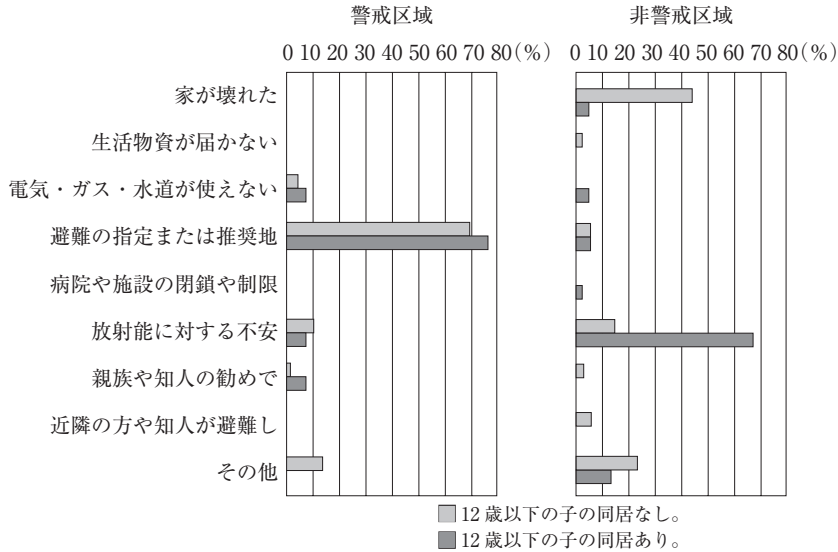 警戒区域
非警戒区域
0 10 20 30 40 50 60 70 80(%)
0 10 20 30 40 50 60 70 80(%)
家が壊れた
生活物資が届かない
電気・ガス・水道が使えない
避難の指定または推奨地
病院や施設の閉鎖や制限
放射能に対する不安
親族や知人の勧めで
近隣の方や知人が避難し
その他
12歳以下の子の同居なし。
12歳以下の子の同居あり。